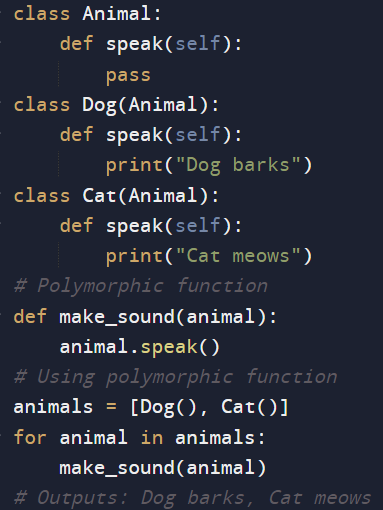 class Animal:
    def speak(self):
        pass
class Dog(Animal):
    def speak(self):
        print("Dog barks")
class Cat(Animal):
    def speak(self):
        print("Cat meows")
# Polymorphic function
def make_sound(animal):
    animal.speak()
# Using polymorphic function
animals = [Dog(), Cat()]
for animal in animals:
    make_sound(animal)
# Outputs: Dog barks, Cat meows